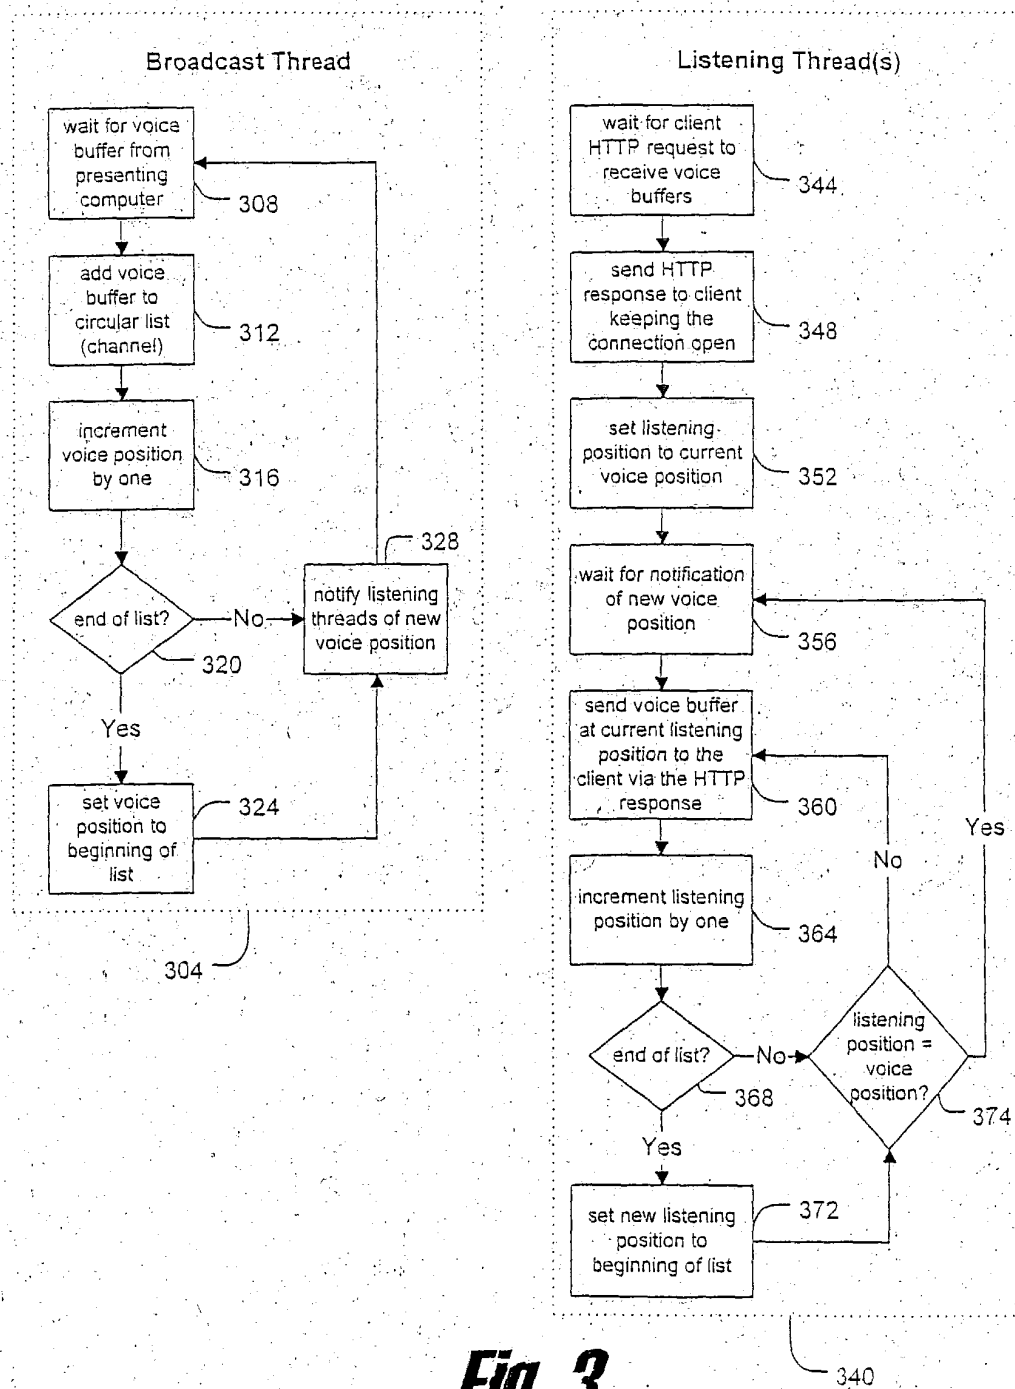 Broadcast Thread
wait for voice
buffer from
presenting
computer
308
add voice
buffer to
circular list
(channel)
312
increment
voice position
by one
316
end of list?
No
320
328
notify listening
threads of new
voice position
Yes
set voice
position to
beginning of
list
324
304
Listening Thread(s)
wait for client
HTTP request to
receive voice
buffers
344
send HTTP
response to client
keeping the
connection open
348
set listening
position to current
voice position
352
wait for notification
of new voice
position
356
send voice buffer
at current listening
position to the
client via the HTTP
response
360
increment listening
position by one
364
end of list?
No
368
listening
position =
voice
position?
374
No
Yes
Yes
set new listening
position to
beginning of list
372
340
Fig. 3